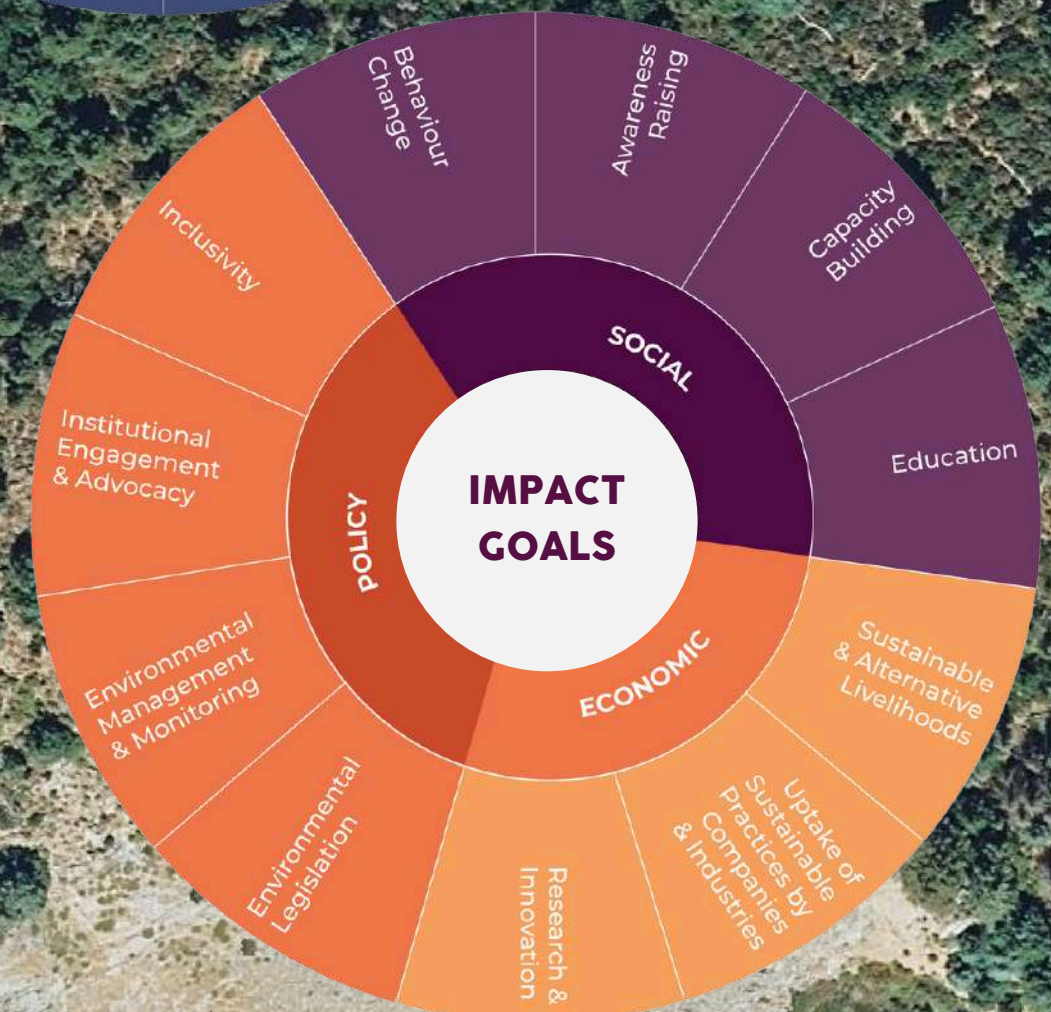 IMPACT
GOALS
SOCIAL
Behaviour
Change
Awareness
Raising
Capacity
Building
Education
ECONOMIC
Sustainable
& Alternative
Livelihoods
Uptake of
Sustainable
Practices by
Companies
& Industries
Research &
Innovation
POLICY
Environmental
Legislation
Environmental
Management
& Monitoring
Institutional
Engagement
& Advocacy
Inclusivity